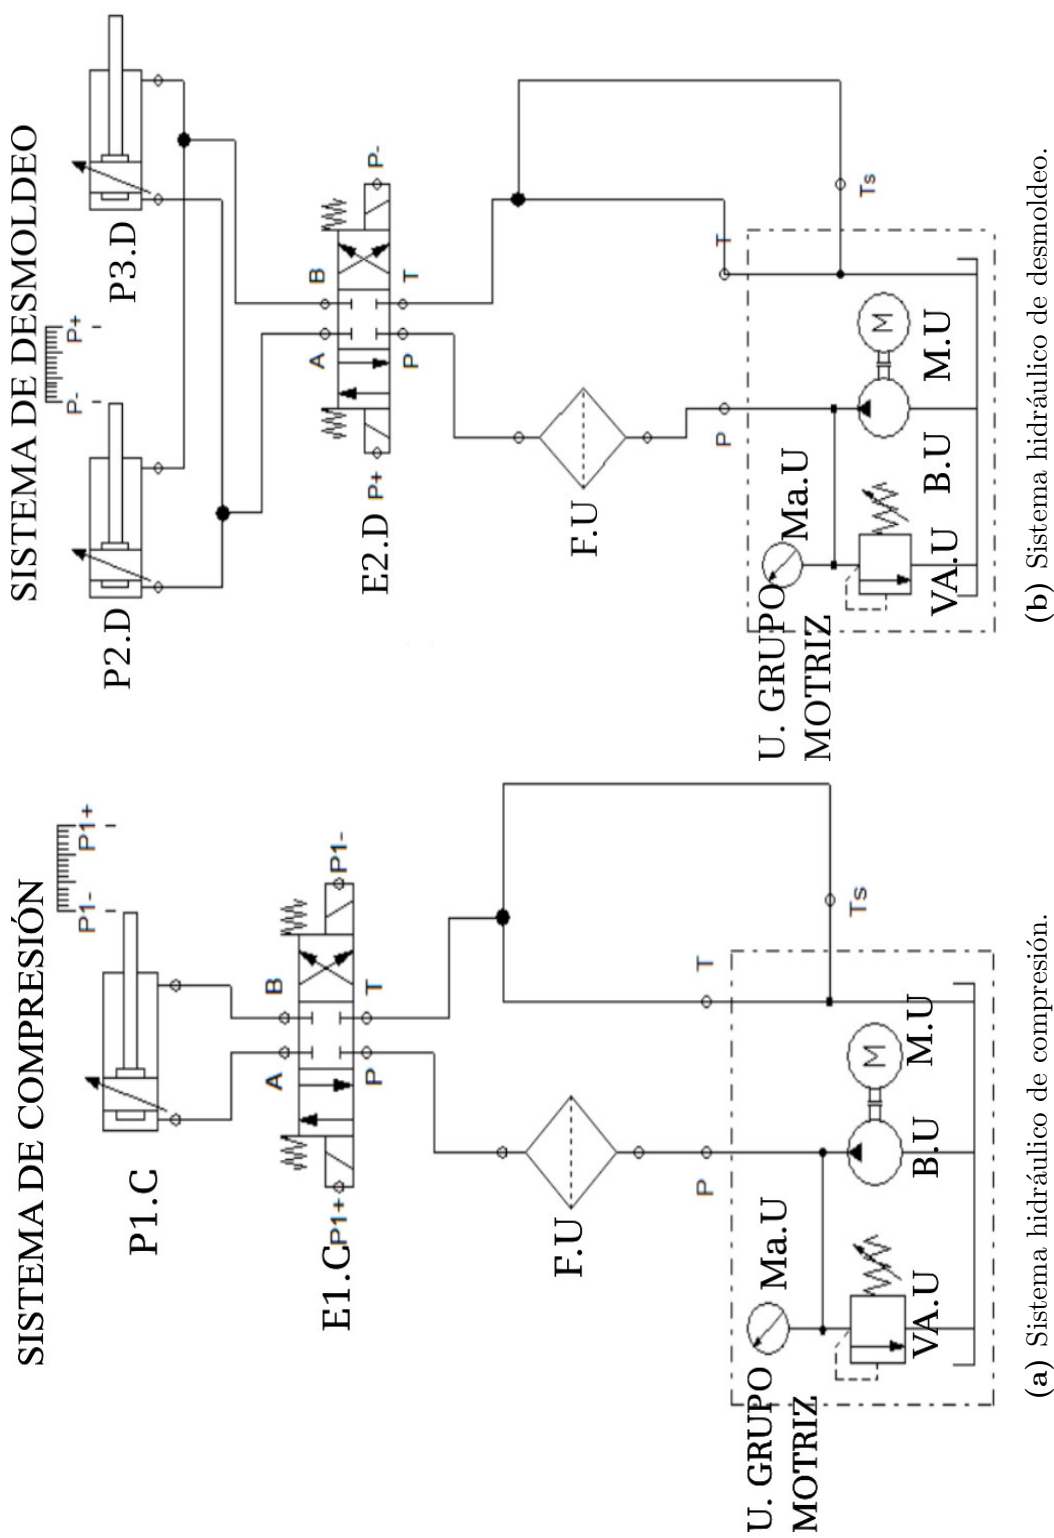 SISTEMA DE COMPRESIÓN
P1- P1+
P1.C
A B
P1+ P1-
E1.C
P T
F.U
P T
Ts
U. GRUPO
MOTRIZ
Ma.U
M
VA.U
B.U
M.U
(a) Sistema hidráulico de compresión.
SISTEMA DE DESMOLDEO
P- P+
P2.D
P3.D
A B
P+ P-
E2.D
P T
F.U
P T
Ts
U. GRUPO
MOTRIZ
Ma.U
M
VA.U
B.U
M.U
(b) Sistema hidráulico de desmoldeo.